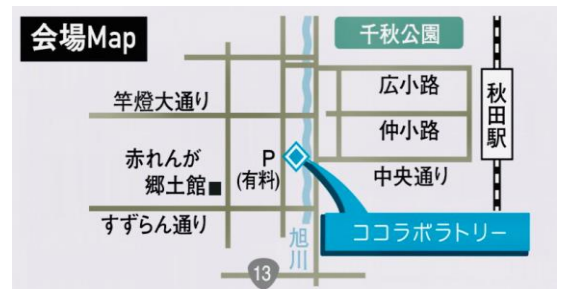 会場Map
千秋公園
広小路
竿燈大通り
秋田駅
仲小路
赤れんが
郷土館
P
(有料)
中央通り
すずらん通り
旭川
ココラボラトリー
13